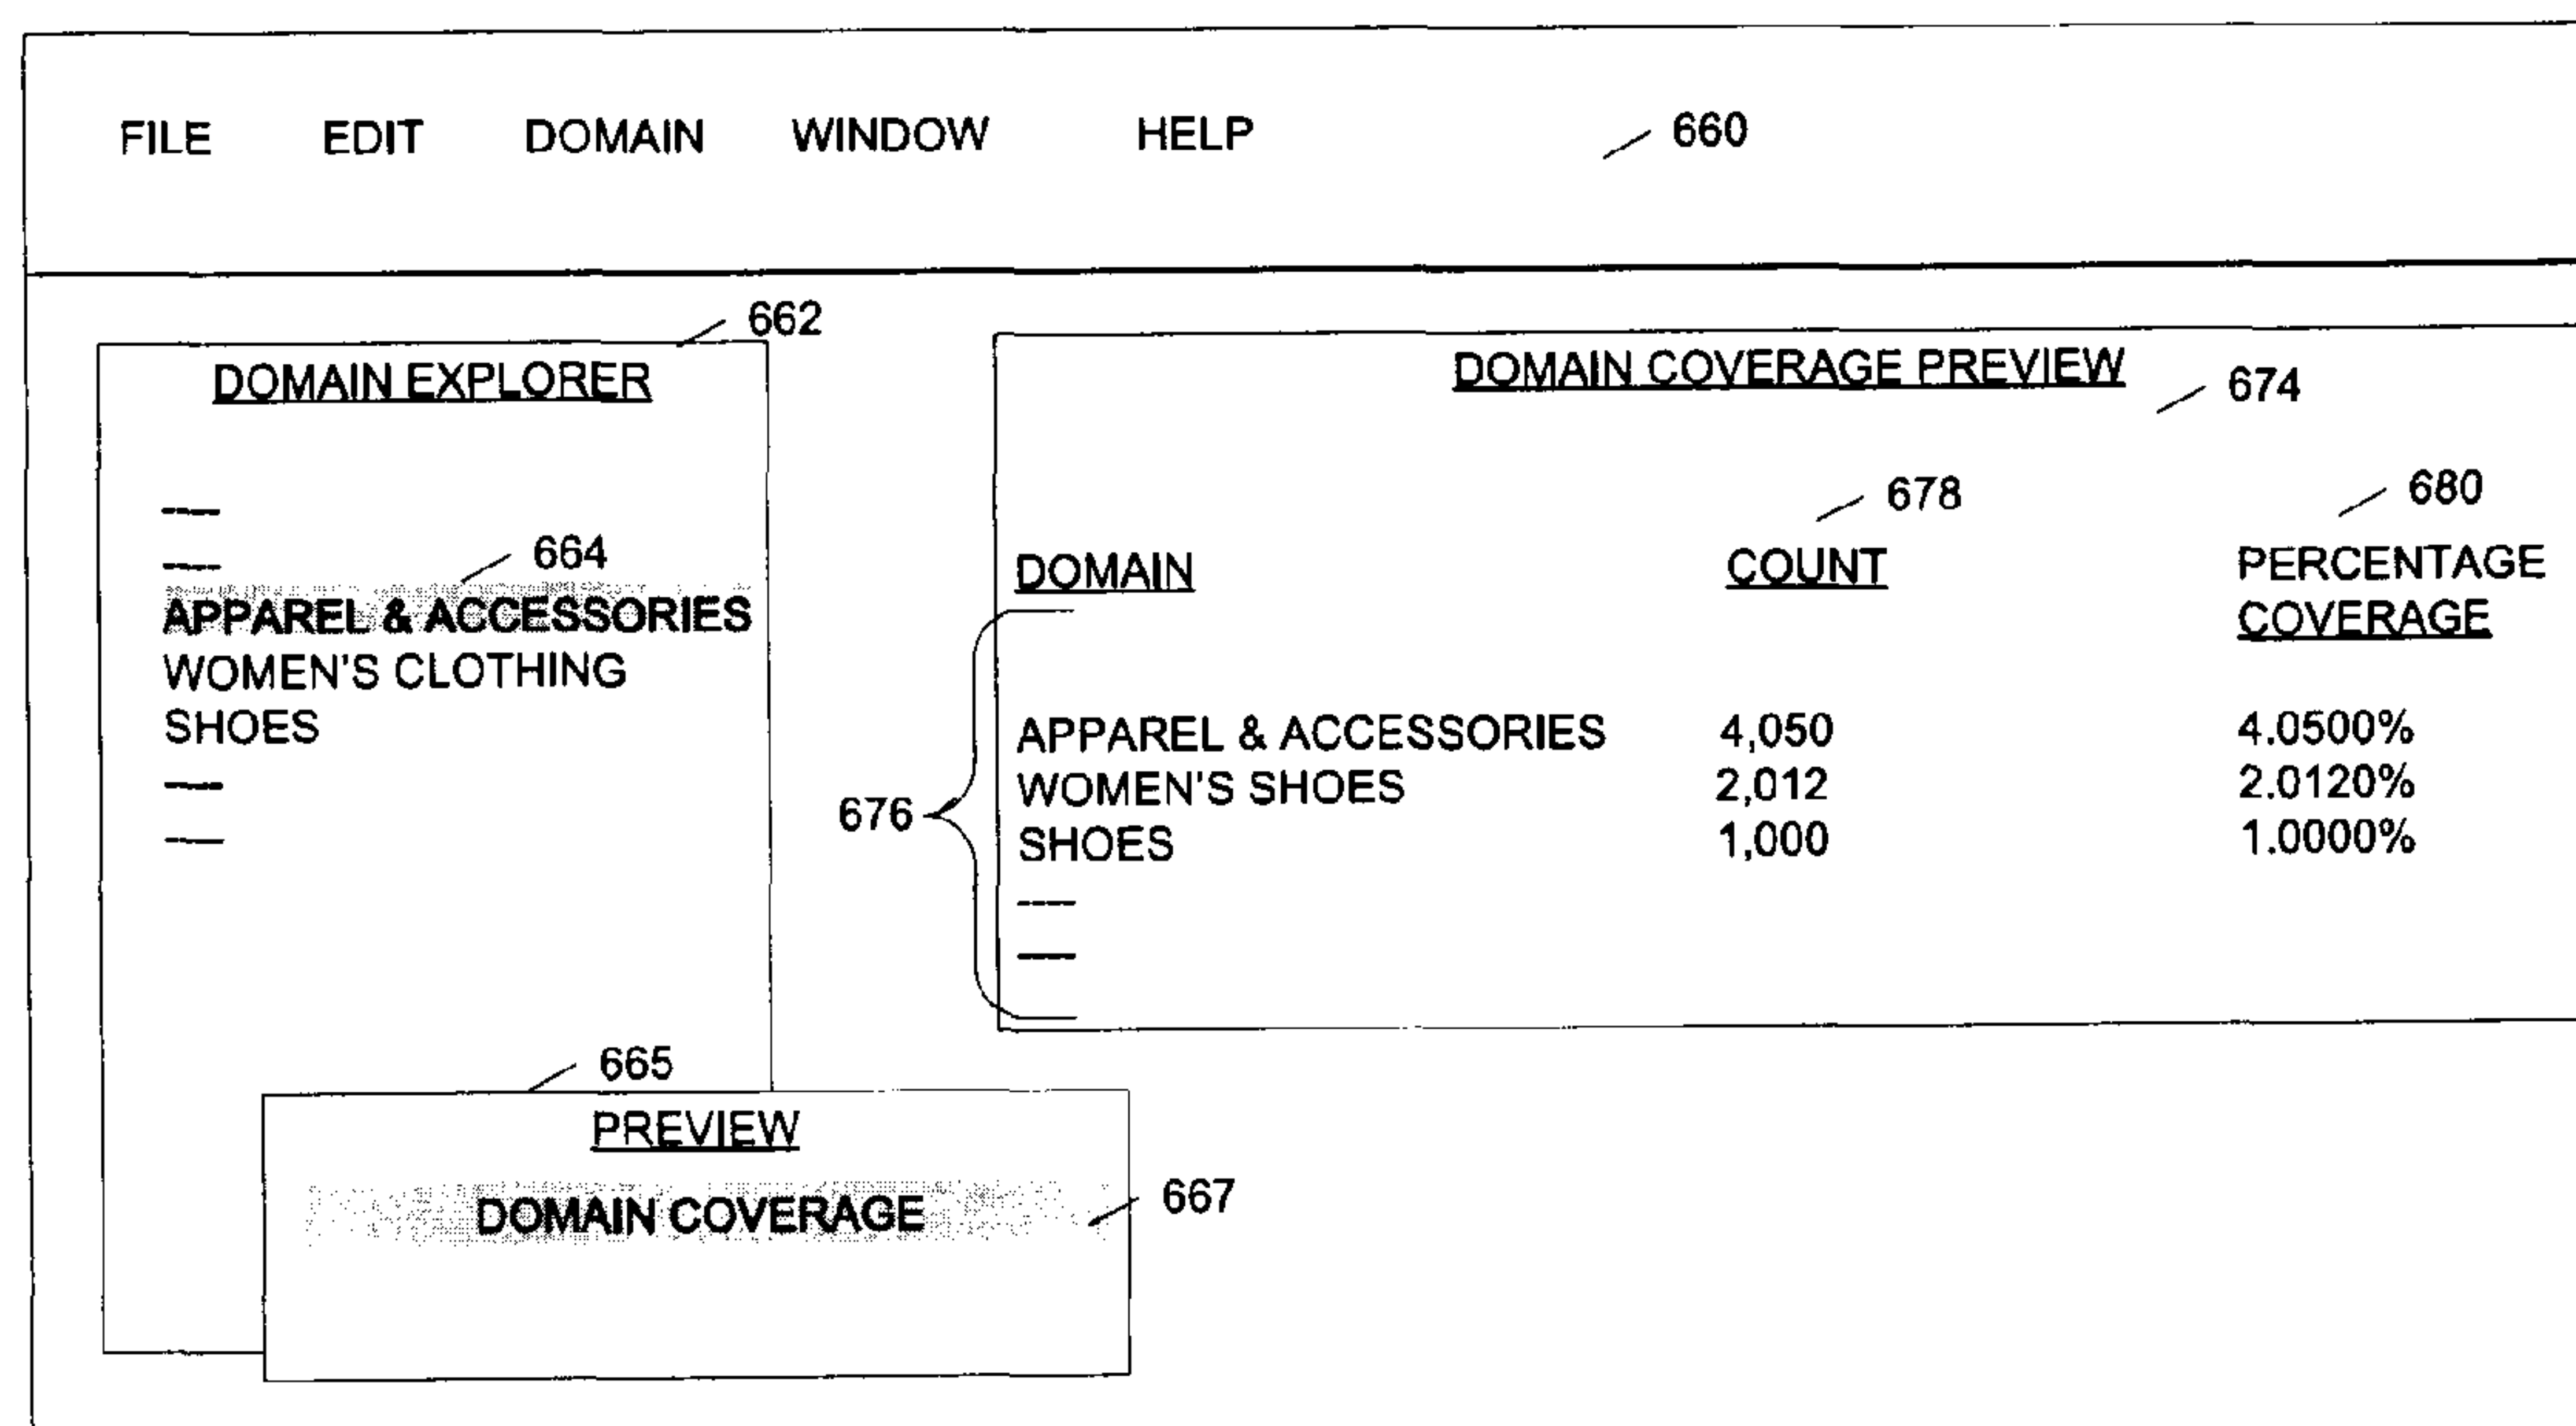 FILE EDIT DOMAIN WINDOW HELP 660
662
DOMAIN EXPLORER
664
APPAREL & ACCESSORIES
WOMEN'S CLOTHING
SHOES
DOMAIN COVERAGE PREVIEW
674
678 680
DOMAIN COUNT PERCENTAGE
COVERAGE
APPAREL & ACCESSORIES 4,050 4.0500%
WOMEN'S SHOES 2,012 2.0120%
676
SHOES 1,000 1.0000%
665
PREVIEW
DOMAIN COVERAGE 667